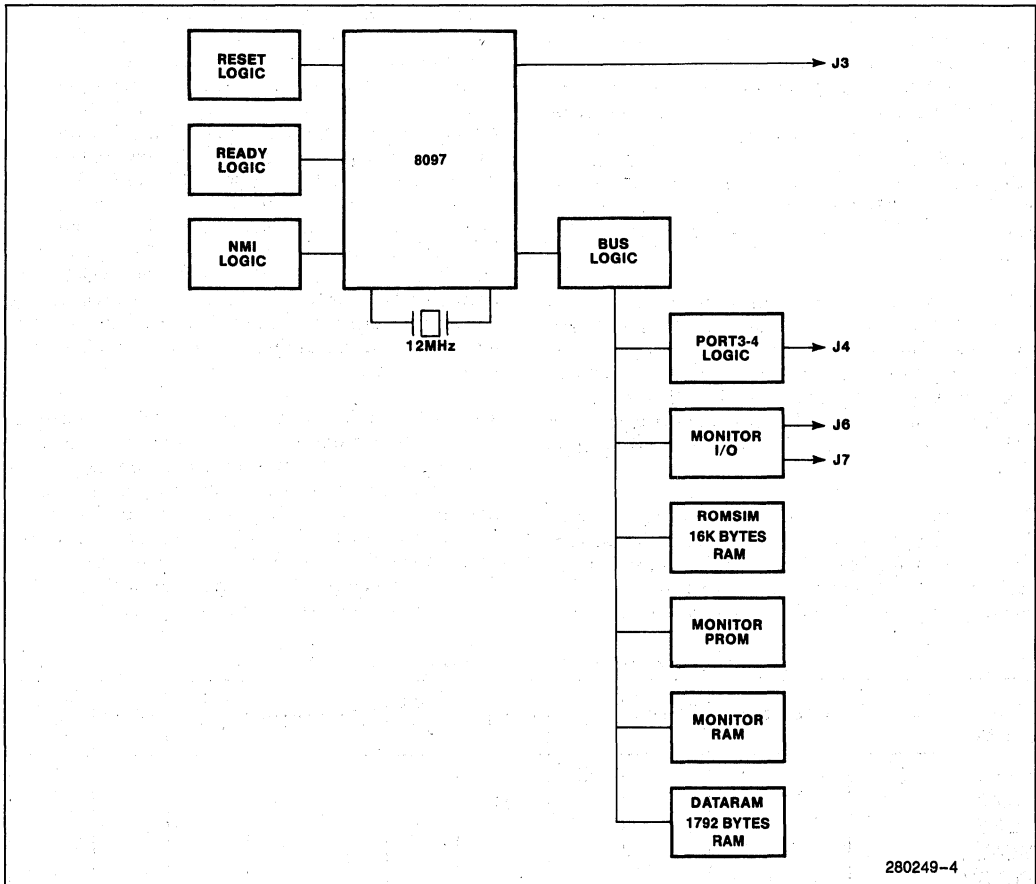 RESET
LOGIC
J3
READY
LOGIC
8097
NMI
LOGIC
BUS
LOGIC
12MHz
PORT3-4
LOGIC
J4
MONITOR
I/O
J6
J7
ROMSIM
16K BYTES
RAM
MONITOR
PROM
MONITOR
RAM
DATARAM
1792 BYTES
RAM
280249-4